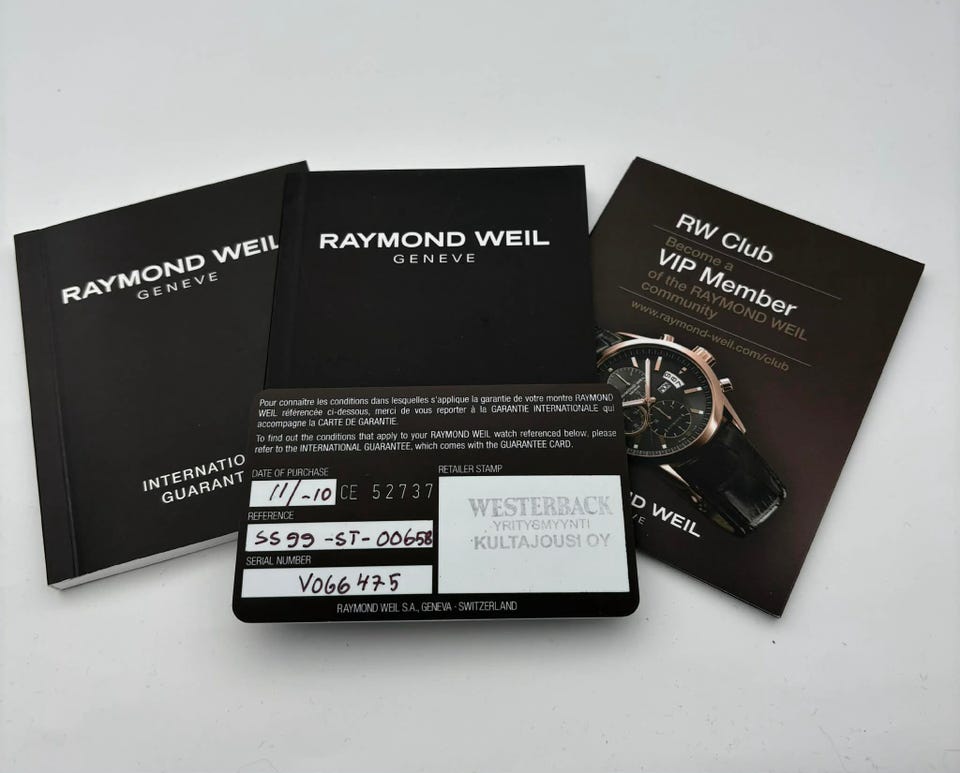 RAYMOND WEIL
GENEVE
INTERNATIO
GUARANT
RAYMOND WEIL
GENEVE
RW Club
Become a
VIP Member
of the RAYMOND WEIL
community
www.raymond-weil.com/club
D WEIL
Pour connaître les conditions dans lesquelles s'applique la garantie de votre montre RAYMOND
WEIL référencée ci-dessous, merci de vous reporter à la GARANTIE INTERNATIONALE qui
accompagne la CARTE DE GARANTIE.
To find out the conditions that apply to your RAYMOND WEIL watch referenced below, please
refer to the INTERNATIONAL GUARANTEE, which comes with the GUARANTEE CARD.
DATE OF PURCHASE
11/-10 CE 52737
REFERENCE
5599-ST-00658
SERIAL NUMBER
V066475
RETAILER STAMP
WESTERBACK
YRITYSMYYNTI
KULTAJOUSI OY
RAYMOND WEIL S.A., GENEVA - SWITZERLAND